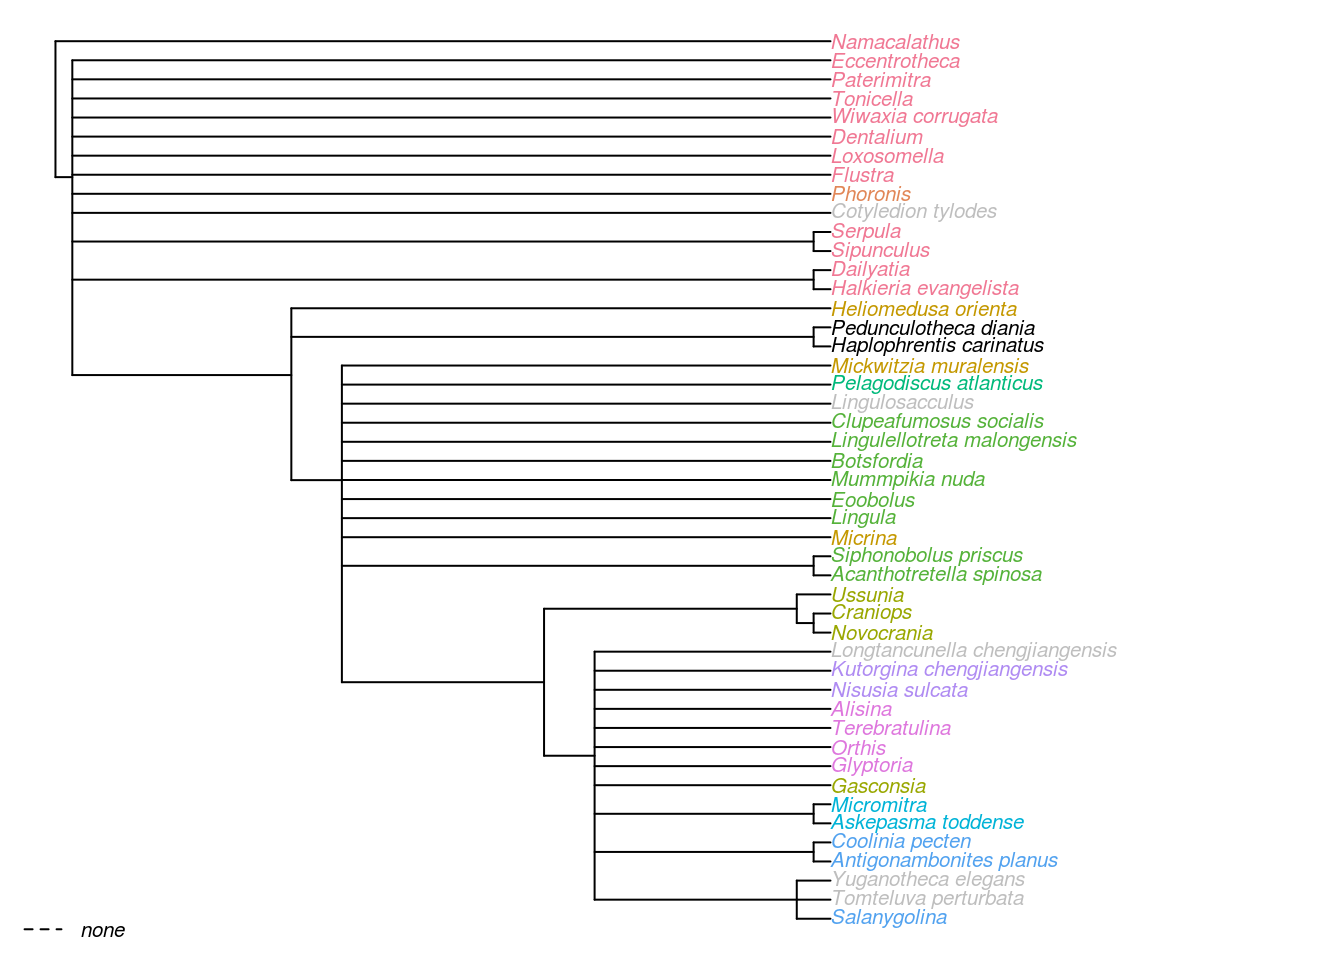 Namacalathus
Eccentrotheca
Paterimitra
Tonicella
Wiwaxia corrugata
Dentalium
Loxosomella
Flustra
Phoronis
Cotyledion tylodes
Serpula
Sipunculus
Dailyatia
Halkieria evangelista
Heliomedusa orienta
Pedunculotheca diania
Haplophrentis carinatus
Mickwitzia muralensis
Pelagodiscus atlanticus
Lingulosacculus
Clupeafumosus socialis
Lingulellotreta malongensis
Botsfordia
Mummpikia nuda
Eoobolus
Lingula
Micrina
Siphonobolus priscus
Acanthotretella spinosa
Ussunia
Craniops
Novocrania
Longtancunella chengjiangensis
Kutorgina chengjiangensis
Nisusia sulcata
Alisina
Terebratulina
Orthis
Glyptoria
Gasconsia
Micromitra
Askepasma toddense
Coolinia pecten
Antigonambonites planus
Yuganotheca elegans
Tomteluva perturbata
Salanygolina
none